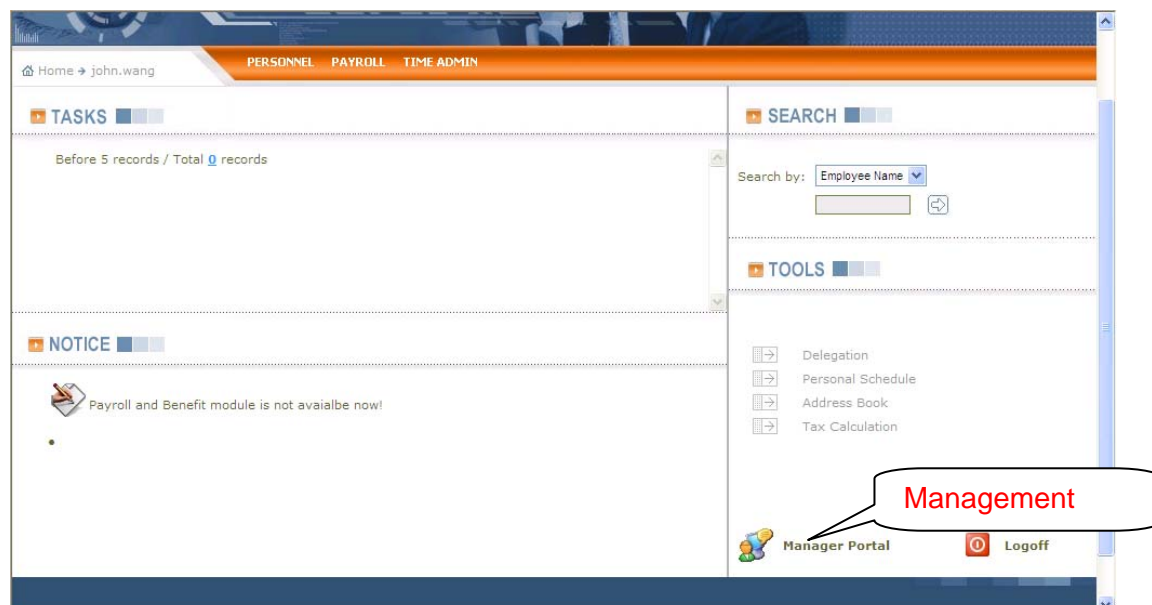 Home → john.wang
PERSONNEL PAYROLL TIME ADMIN
TASKS
Before 5 records / Total 0 records
NOTICE
Payroll and Benefit module is not avaialbe now!
SEARCH
Search by: Employee Name
TOOLS
Delegation
Personal Schedule
Address Book
Tax Calculation
Management
Manager Portal
Logoff